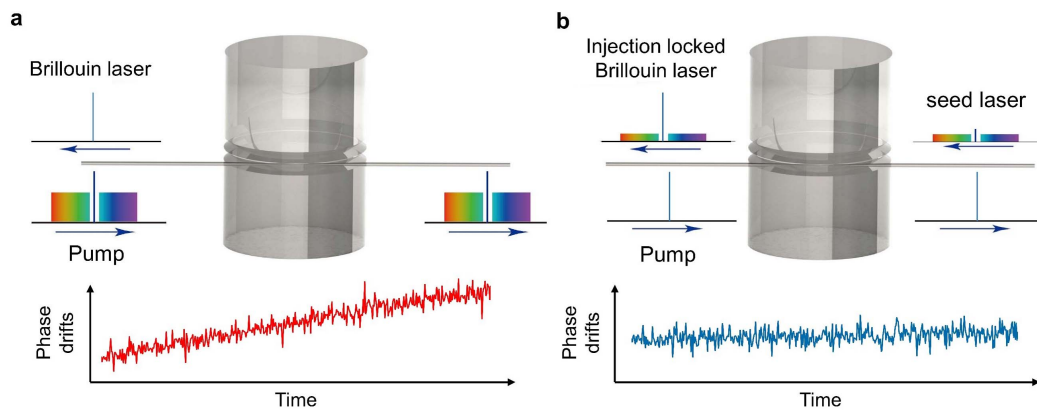 a
Brillouin laser
Pump
Phase
drifts
Time
b
Injection locked
Brillouin laser
seed laser
Pump
Phase
drifts
Time